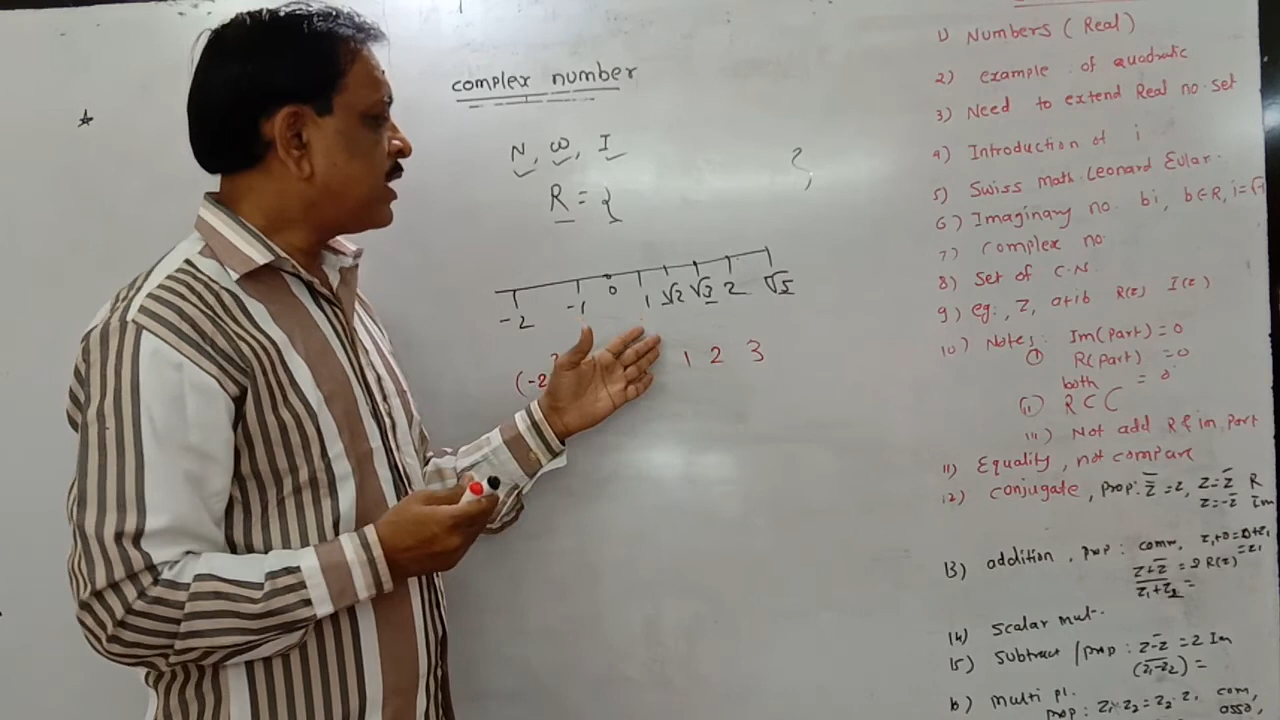 complex number
N, ω, I
R = {
}
-2 -1 0 1 √2 √3 2 √5
(-2
1 2 3
1) Numbers ( Real )
2) example of quadratic
3) Need to extend Real no. set
4) Introduction of i
5) Swiss Math. Leonard Eular.
6) Imaginary no. bi, b∈R, i=√-1
7) Complex no.
8) Set of C.N.
9) eg:, Z, a+ib R(z) I(z)
10) Notes: Im(Part) = 0
① R(Part) = 0
both = 0
(ii) R ⊂ C
iii) Not add R & im. Part
11) Equality, not compare
12) Conjugate, Prop:
R
Im
13) addition, prop: comm, z₁+0=0+z₁
=z₁
z+z̄ = 2 R(z)
z₁+z₂ =
14) Scalar mul..
15) Subtract / prop: z-z̄ = 2 Im
(z₁-z₂) =
multi pl.
prop: Z₁ Z₂ = Z₂ Z₁ com,
asso,